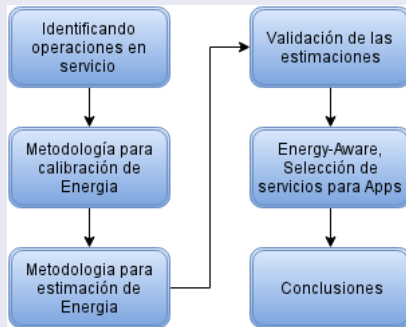 Identificando
operaciones en
servicio
Metodología para
calibración de
Energia
Metodologia para
estimación de
Energía
Validación de las
estimaciones
Energy-Aware,
Selección de
servicios para Apps
Conclusiones